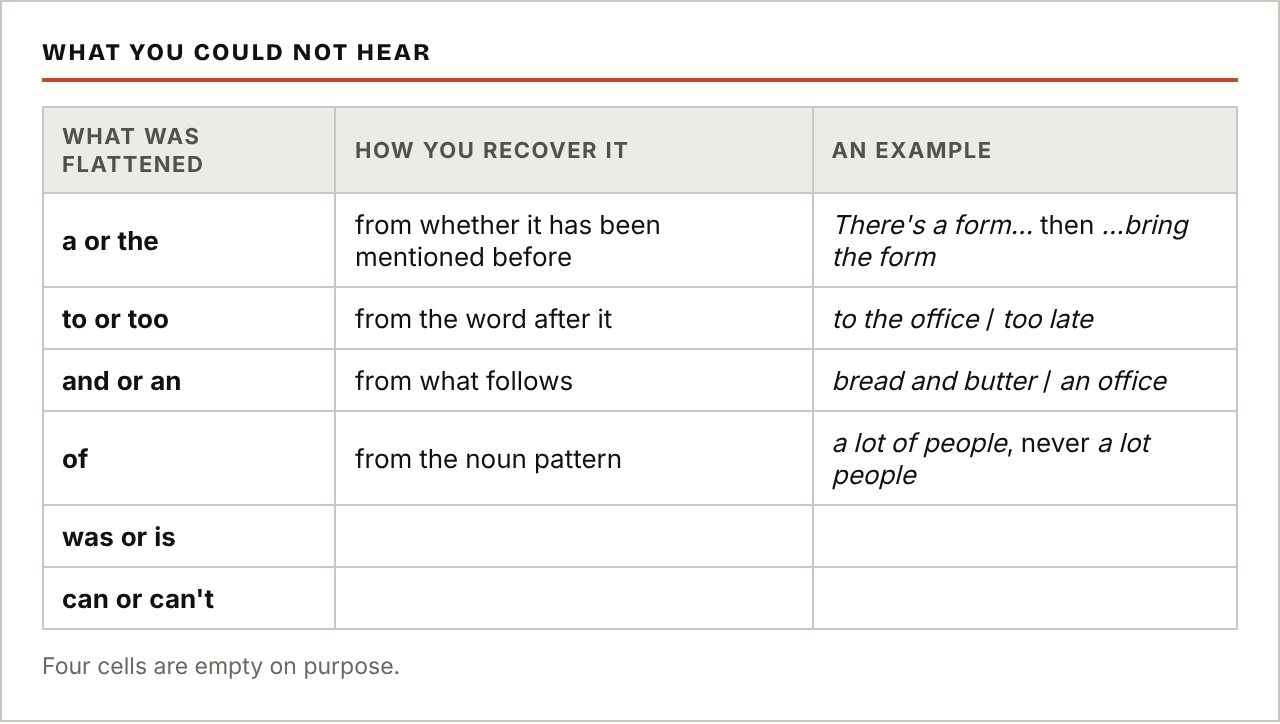 WHAT YOU COULD NOT HEAR
WHAT WAS
FLATTENED
HOW YOU RECOVER IT
AN EXAMPLE
a or the
from whether it has been
mentioned before
There's a form... then ...bring
the form
to or too
from the word after it
to the office / too late
and or an
from what follows
bread and butter / an office
of
from the noun pattern
a lot of people, never a lot
people
was or is
can or can't
Four cells are empty on purpose.